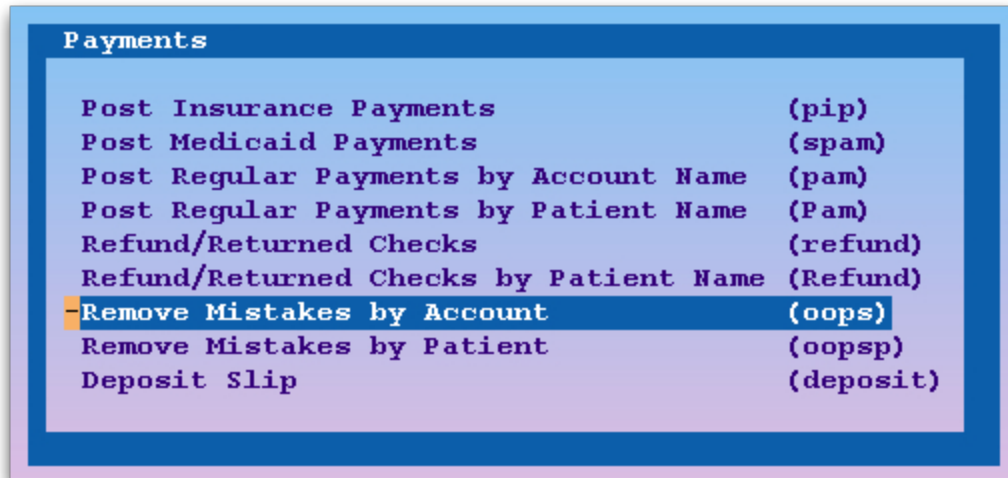 Payments
Post Insurance Payments (pip)
Post Medicaid Payments (spam)
Post Regular Payments by Account Name (pam)
Post Regular Payments by Patient Name (Pam)
Refund/Returned Checks (refund)
Refund/Returned Checks by Patient Name (Refund)
-Remove Mistakes by Account (oops)
Remove Mistakes by Patient (oopsp)
Deposit Slip (deposit)